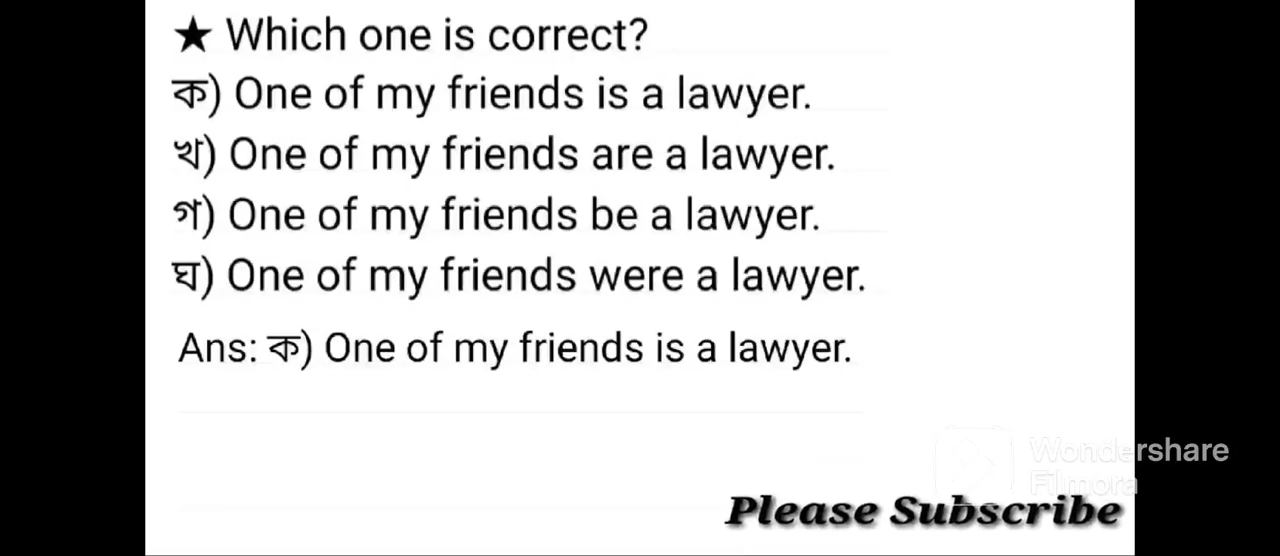 ★ Which one is correct?
ক) One of my friends is a lawyer.
খ) One of my friends are a lawyer.
গ) One of my friends be a lawyer.
ঘ) One of my friends were a lawyer.
Ans: ক) One of my friends is a lawyer.
Wondershare
Filmora
Please Subscribe